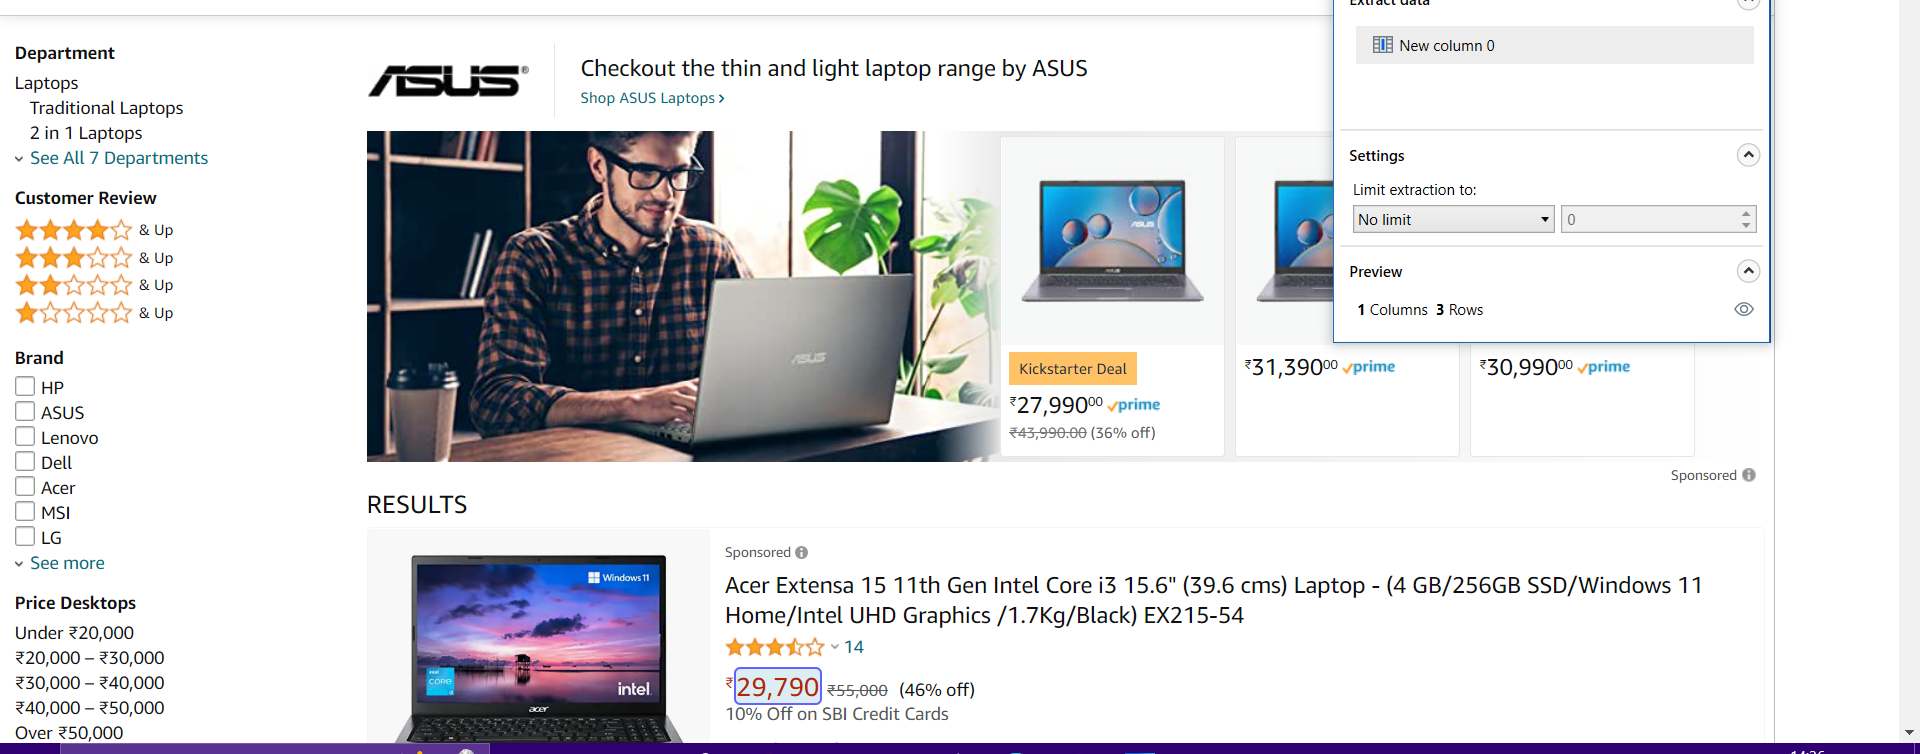 Department
Laptops
Traditional Laptops
2 in 1 Laptops
See All 7 Departments
Customer Review
& Up
& Up
& Up
& Up
Brand
HP
ASUS
Lenovo
Dell
Acer
MSI
LG
See more
Price Desktops
Under ₹20,000
₹20,000 – ₹30,000
₹30,000 – ₹40,000
₹40,000 – ₹50,000
Over ₹50,000
ASUS®
Checkout the thin and light laptop range by ASUS
Shop ASUS Laptops ›
ASUS
ASUS
Kickstarter Deal
₹27,99000 prime
₹43,990.00 (36% off)
₹31,39000 prime
₹30,99000 prime
Sponsored
Extract data
New column 0
Settings
Limit extraction to:
No limit 0
Preview
1 Columns 3 Rows
RESULTS
Windows 11
intel
CORE
intel
acer
Sponsored
Acer Extensa 15 11th Gen Intel Core i3 15.6" (39.6 cms) Laptop - (4 GB/256GB SSD/Windows 11
Home/Intel UHD Graphics /1.7Kg/Black) EX215-54
14
₹29,790 ₹55,000 (46% off)
10% Off on SBI Credit Cards